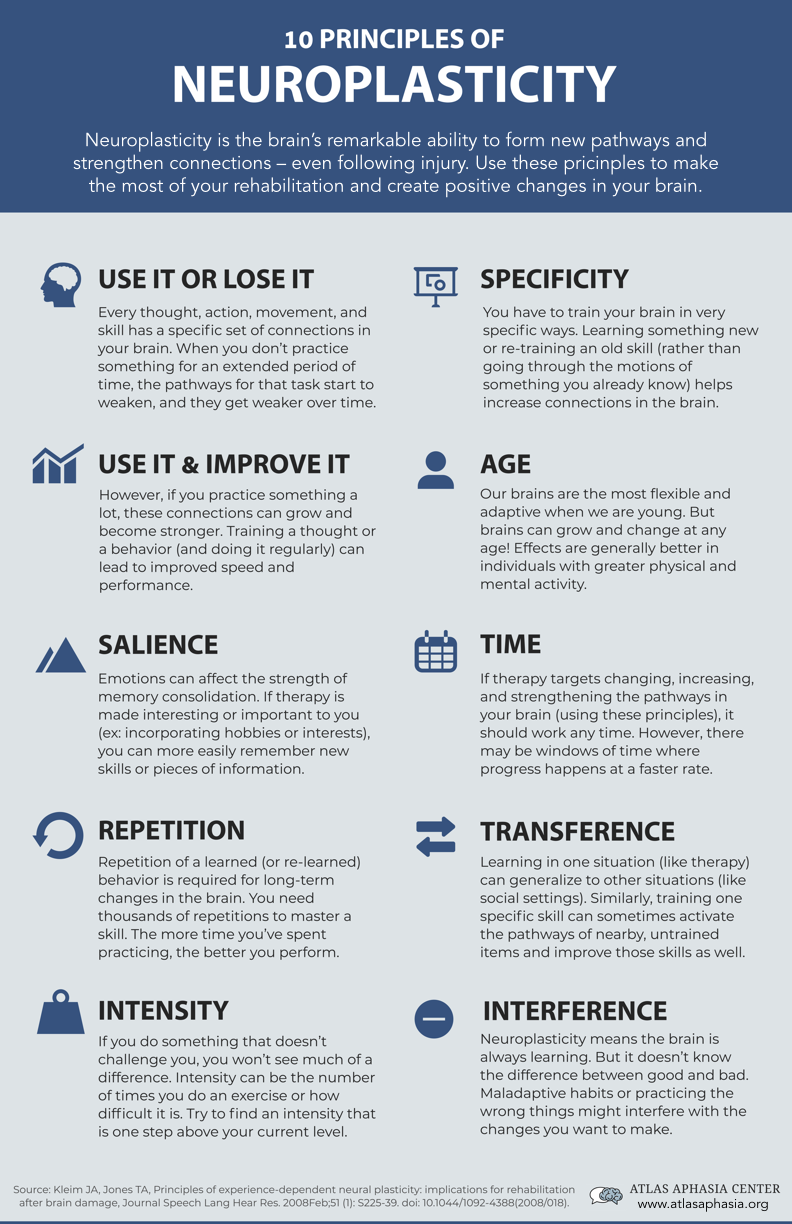 10 PRINCIPLES OF
NEUROPLASTICITY
Neuroplasticity is the brain's remarkable ability to form new pathways and
strengthen connections – even following injury. Use these pricinples to make
the most of your rehabilitation and create positive changes in your brain.
USE IT OR LOSE IT
Every thought, action, movement, and
skill has a specific set of connections in
your brain. When you don't practice
something for an extended period of
time, the pathways for that task start to
weaken, and they get weaker over time.
SPECIFICITY
You have to train your brain in very
specific ways. Learning something new
or re-training an old skill (rather than
going through the motions of
something you already know) helps
increase connections in the brain.
USE IT & IMPROVE IT
However, if you practice something a
lot, these connections can grow and
become stronger. Training a thought or
a behavior (and doing it regularly) can
lead to improved speed and
performance.
AGE
Our brains are the most flexible and
adaptive when we are young. But
brains can grow and change at any
age! Effects are generally better in
individuals with greater physical and
mental activity.
SALIENCE
Emotions can affect the strength of
memory consolidation. If therapy is
made interesting or important to you
(ex: incorporating hobbies or interests),
you can more easily remember new
skills or pieces of information.
TIME
If therapy targets changing, increasing,
and strengthening the pathways in
your brain (using these principles), it
should work any time. However, there
may be windows of time where
progress happens at a faster rate.
REPETITION
Repetition of a learned (or re-learned)
behavior is required for long-term
changes in the brain. You need
thousands of repetitions to master a
skill. The more time you've spent
practicing, the better you perform.
TRANSFERENCE
Learning in one situation (like therapy)
can generalize to other situations (like
social settings). Similarly, training one
specific skill can sometimes activate
the pathways of nearby, untrained
items and improve those skills as well.
INTENSITY
If you do something that doesn't
challenge you, you won't see much of a
difference. Intensity can be the number
of times you do an exercise or how
difficult it is. Try to find an intensity that
is one step above your current level.
INTERFERENCE
Neuroplasticity means the brain is
always learning. But it doesn't know
the difference between good and bad.
Maladaptive habits or practicing the
wrong things might interfere with the
changes you want to make.
Source: Kleim JA, Jones TA, Principles of experience-dependent neural plasticity: implications for rehabilitation
after brain damage, Journal Speech Lang Hear Res. 2008Feb;51 (1): S225-39. doi: 10.1044/1092-4388(2008/018).
ATLAS APHASIA CENTER
www.atlasaphasia.org